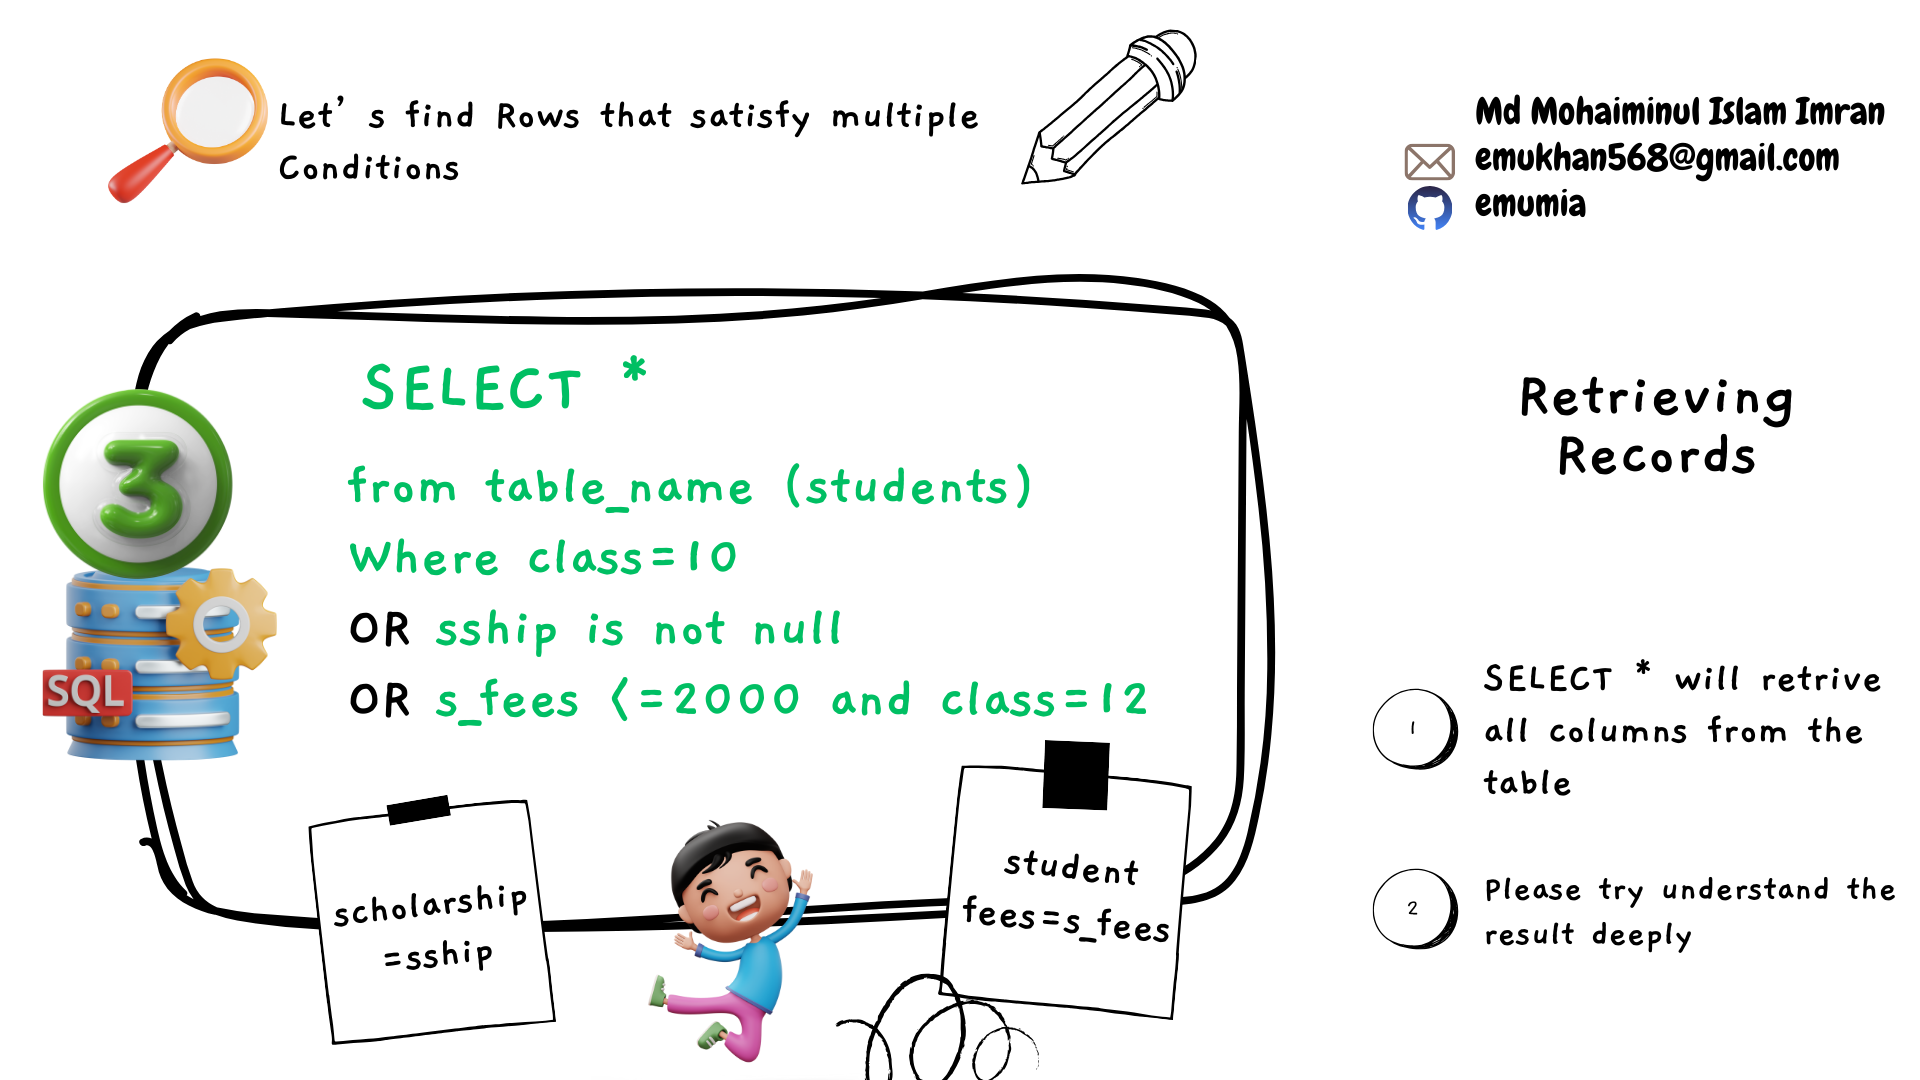 Let’s find Rows that satisfy multiple
Conditions
Md Mohaiminul Islam Imran
emukhan568@gmail.com
emumia
3
SQL
SELECT *
from table_name (students)
Where class=10
OR sship is not null
OR s_fees <=2000 and class=12
scholarship
=sship
student
fees=s_fees
Retrieving
Records
1
SELECT * will retrive
all columns from the
table
2
Please try understand the
result deeply